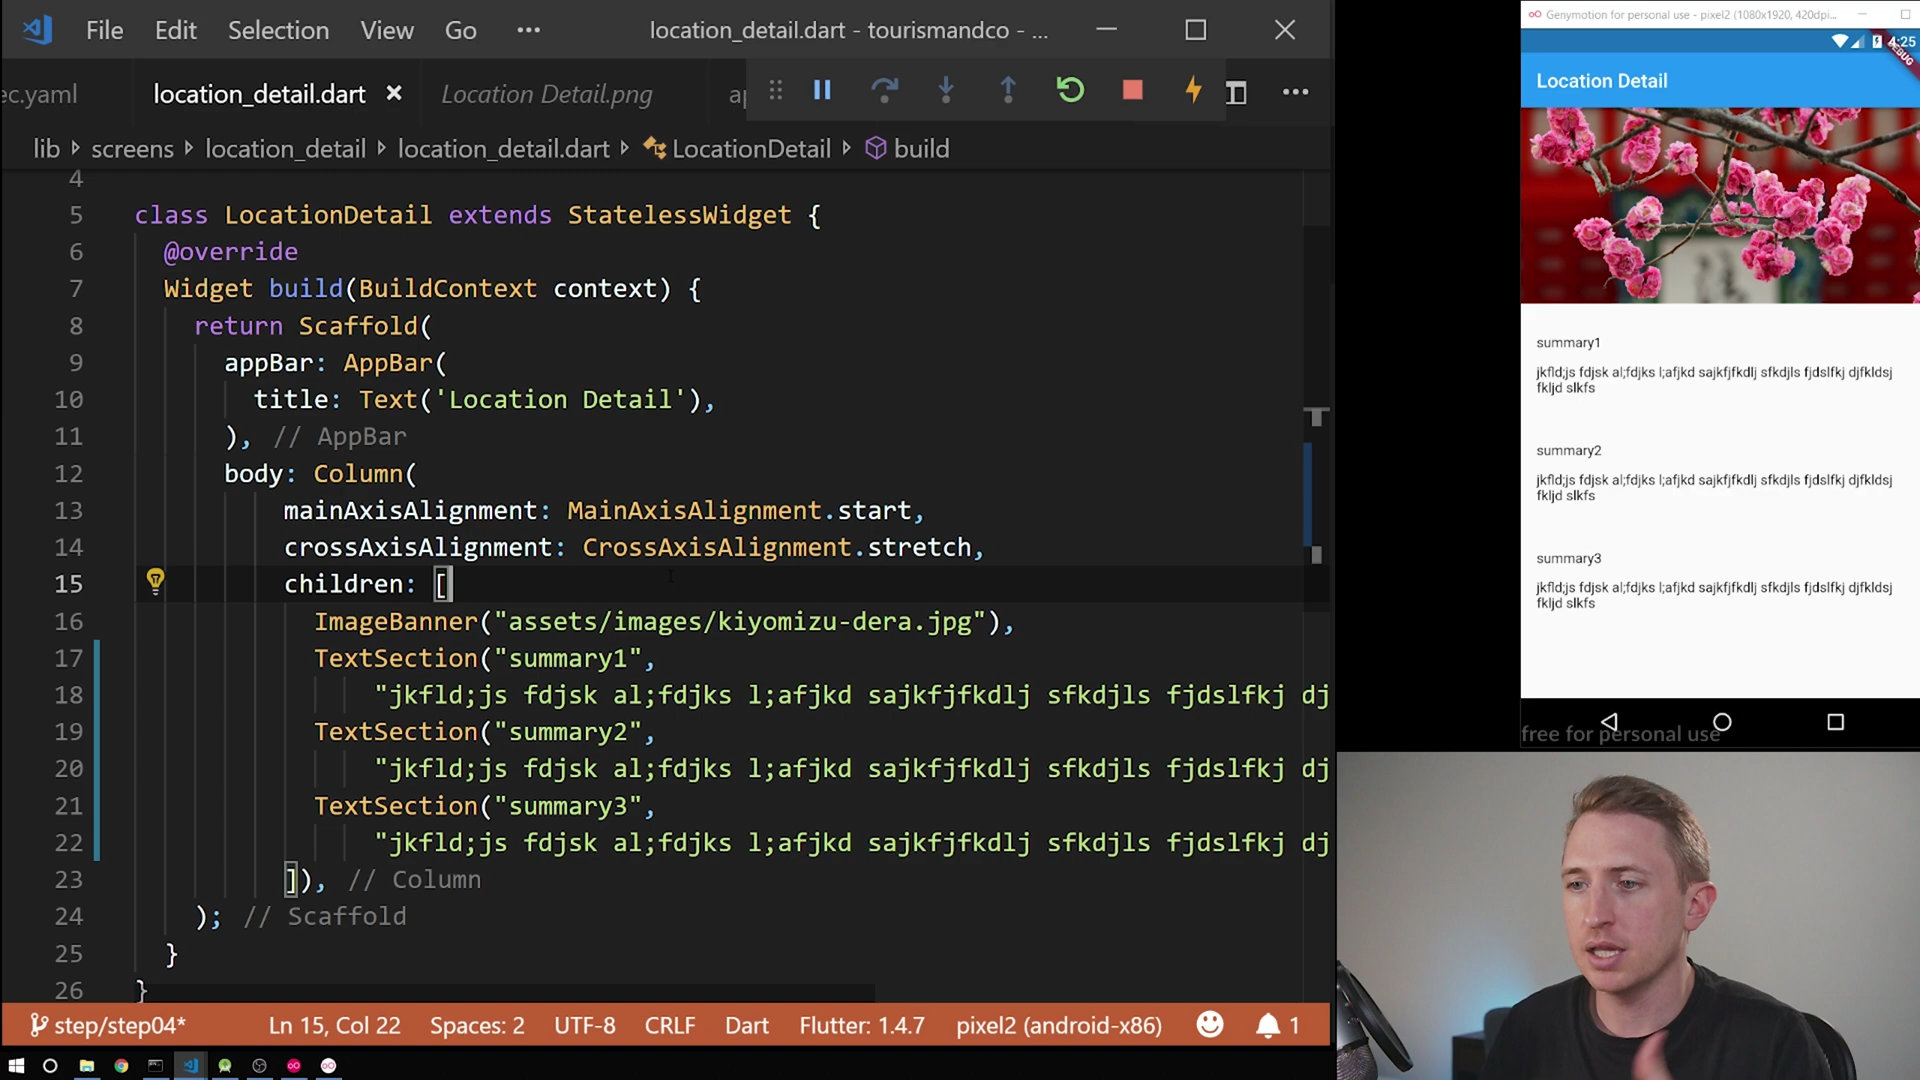 File Edit Selection View Go ··· location_detail.dart - tourismandco - ...
ec.yaml location_detail.dart Location Detail.png ap
lib screens location_detail location_detail.dart LocationDetail build
4
5 class LocationDetail extends StatelessWidget {
6 @override
7 Widget build(BuildContext context) {
8 return Scaffold(
9 appBar: AppBar(
10 title: Text('Location Detail'),
11 ), // AppBar
12 body: Column(
13 mainAxisAlignment: MainAxisAlignment.start,
14 crossAxisAlignment: CrossAxisAlignment.stretch,
15 children: [
16 ImageBanner("assets/images/kiyomizu-dera.jpg"),
17 TextSection("summary1",
18 "jkfld;js fdjsk al;fdjks l;afjkd sajkfjfkdlj sfkdjls fjdslfkj dj
19 TextSection("summary2",
20 "jkfld;js fdjsk al;fdjks l;afjkd sajkfjfkdlj sfkdjls fjdslfkj dj
21 TextSection("summary3",
22 "jkfld;js fdjsk al;fdjks l;afjkd sajkfjfkdlj sfkdjls fjdslfkj dj
23 ]), // Column
24 ); // Scaffold
25 }
26 }
step/step04* Ln 15, Col 22 Spaces: 2 UTF-8 CRLF Dart Flutter: 1.4.7 pixel2 (android-x86) 1
Genymotion for personal use - pixel2 (1080x1920, 420dpi...
4:25
DEBUG
Location Detail
summary1
jkfld;js fdjsk al;fdjks l;afjkd sajkfjfkdlj sfkdjls fjdslfkj djfkldsj
fkljd slkfs
summary2
jkfld;js fdjsk al;fdjks l;afjkd sajkfjfkdlj sfkdjls fjdslfkj djfkldsj
fkljd slkfs
summary3
jkfld;js fdjsk al;fdjks l;afjkd sajkfjfkdlj sfkdjls fjdslfkj djfkldsj
fkljd slkfs
free for personal use